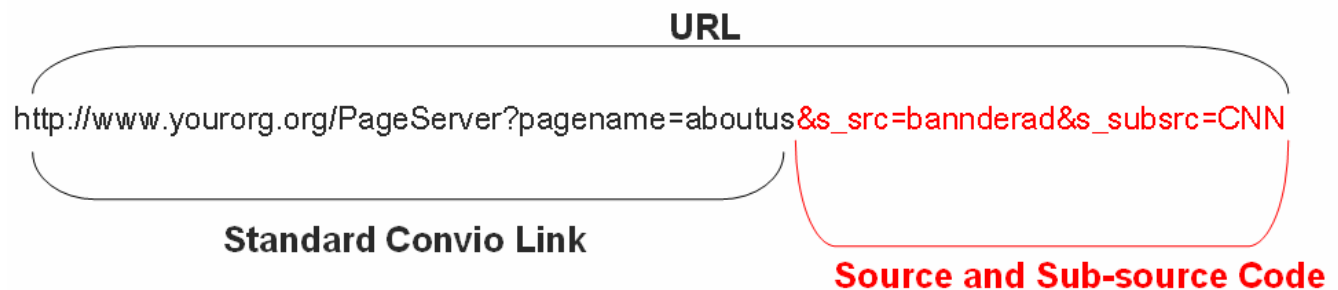 URL
http://www.yourorg.org/PageServer?pagename=aboutus&s_src=bannderad&s_subsrc=CNN
Standard Convio Link
Source and Sub-source Code